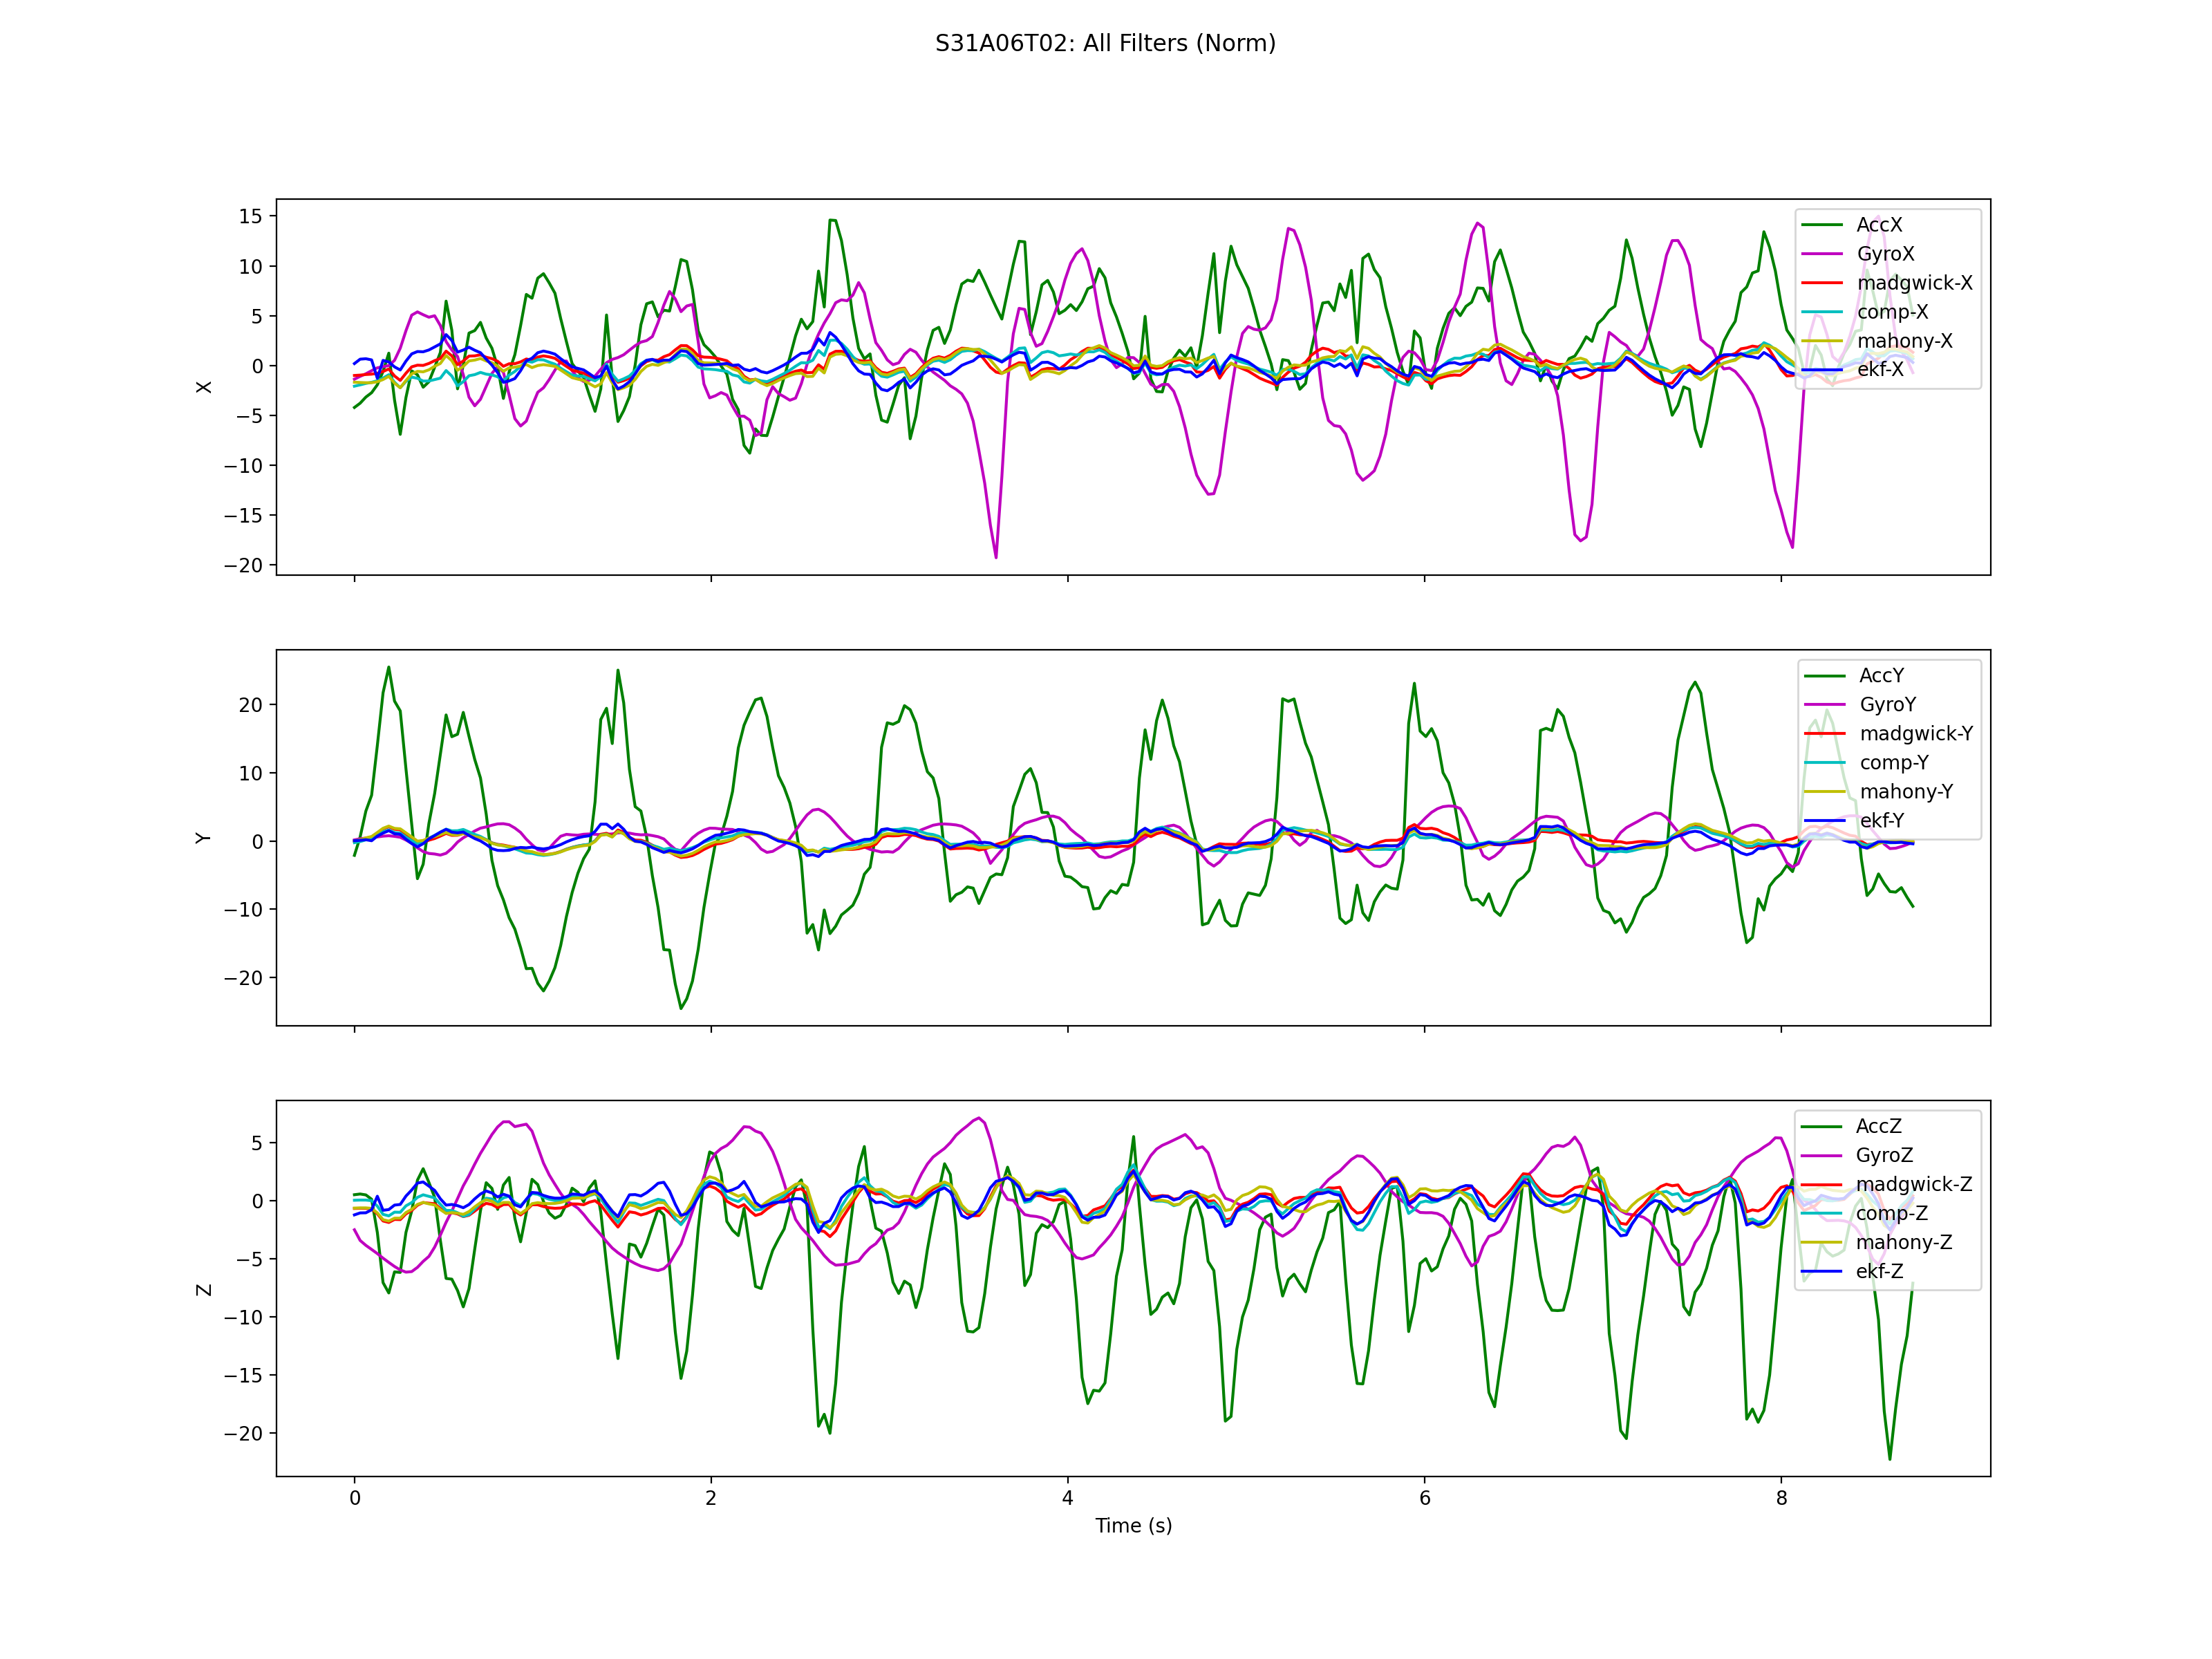 S31A06T02: All Filters (Norm)
15
10
5
0
−5
−10
−15
−20
X
AccX
GyroX
madgwick-X
comp-X
mahony-X
ekf-X
20
10
0
−10
−20
Y
AccY
GyroY
madgwick-Y
comp-Y
mahony-Y
ekf-Y
5
0
−5
−10
−15
−20
Z
AccZ
GyroZ
madgwick-Z
comp-Z
mahony-Z
ekf-Z
0 2 4 6 8
Time (s)